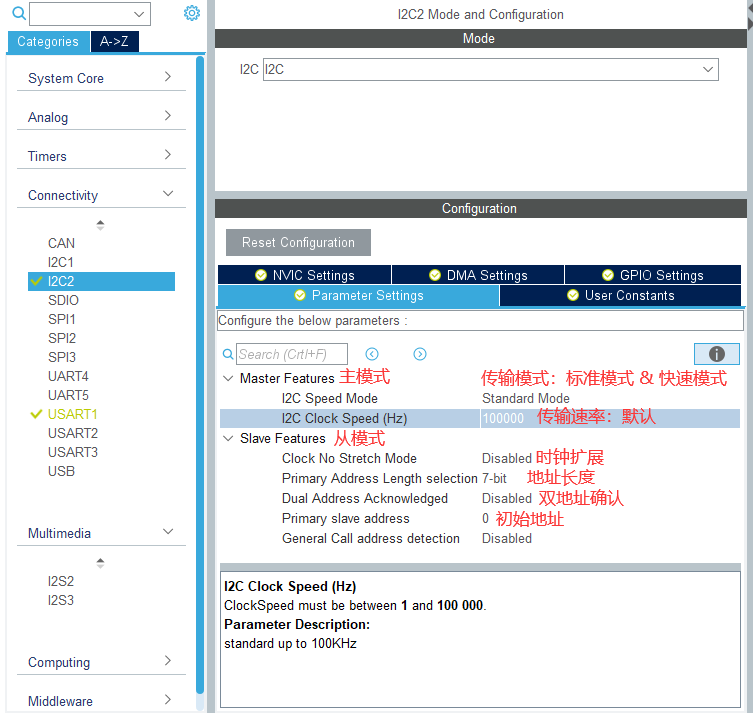 Categories
A->Z
System Core
Analog
Timers
Connectivity
CAN
I2C1
I2C2
SDIO
SPI1
SPI2
SPI3
UART4
UART5
USART1
USART2
USART3
USB
Multimedia
I2S2
I2S3
Computing
Middleware
I2C2 Mode and Configuration
Mode
I2C I2C
Configuration
Reset Configuration
NVIC Settings DMA Settings GPIO Settings
Parameter Settings User Constants
Configure the below parameters :
Search (Crtl+F)
Master Features 主模式 传输模式：标准模式 & 快速模式
I2C Speed Mode Standard Mode
I2C Clock Speed (Hz) 100000 传输速率：默认
Slave Features 从模式
Clock No Stretch Mode Disabled 时钟扩展
Primary Address Length selection 7-bit 地址长度
Dual Address Acknowledged Disabled 双地址确认
Primary slave address 0 初始地址
General Call address detection Disabled
I2C Clock Speed (Hz)
ClockSpeed must be between 1 and 100 000.
Parameter Description:
standard up to 100KHz